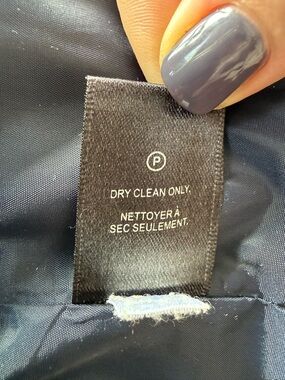 P
DRY CLEAN ONLY.
NETTOYER À
SEC SEULEMENT.